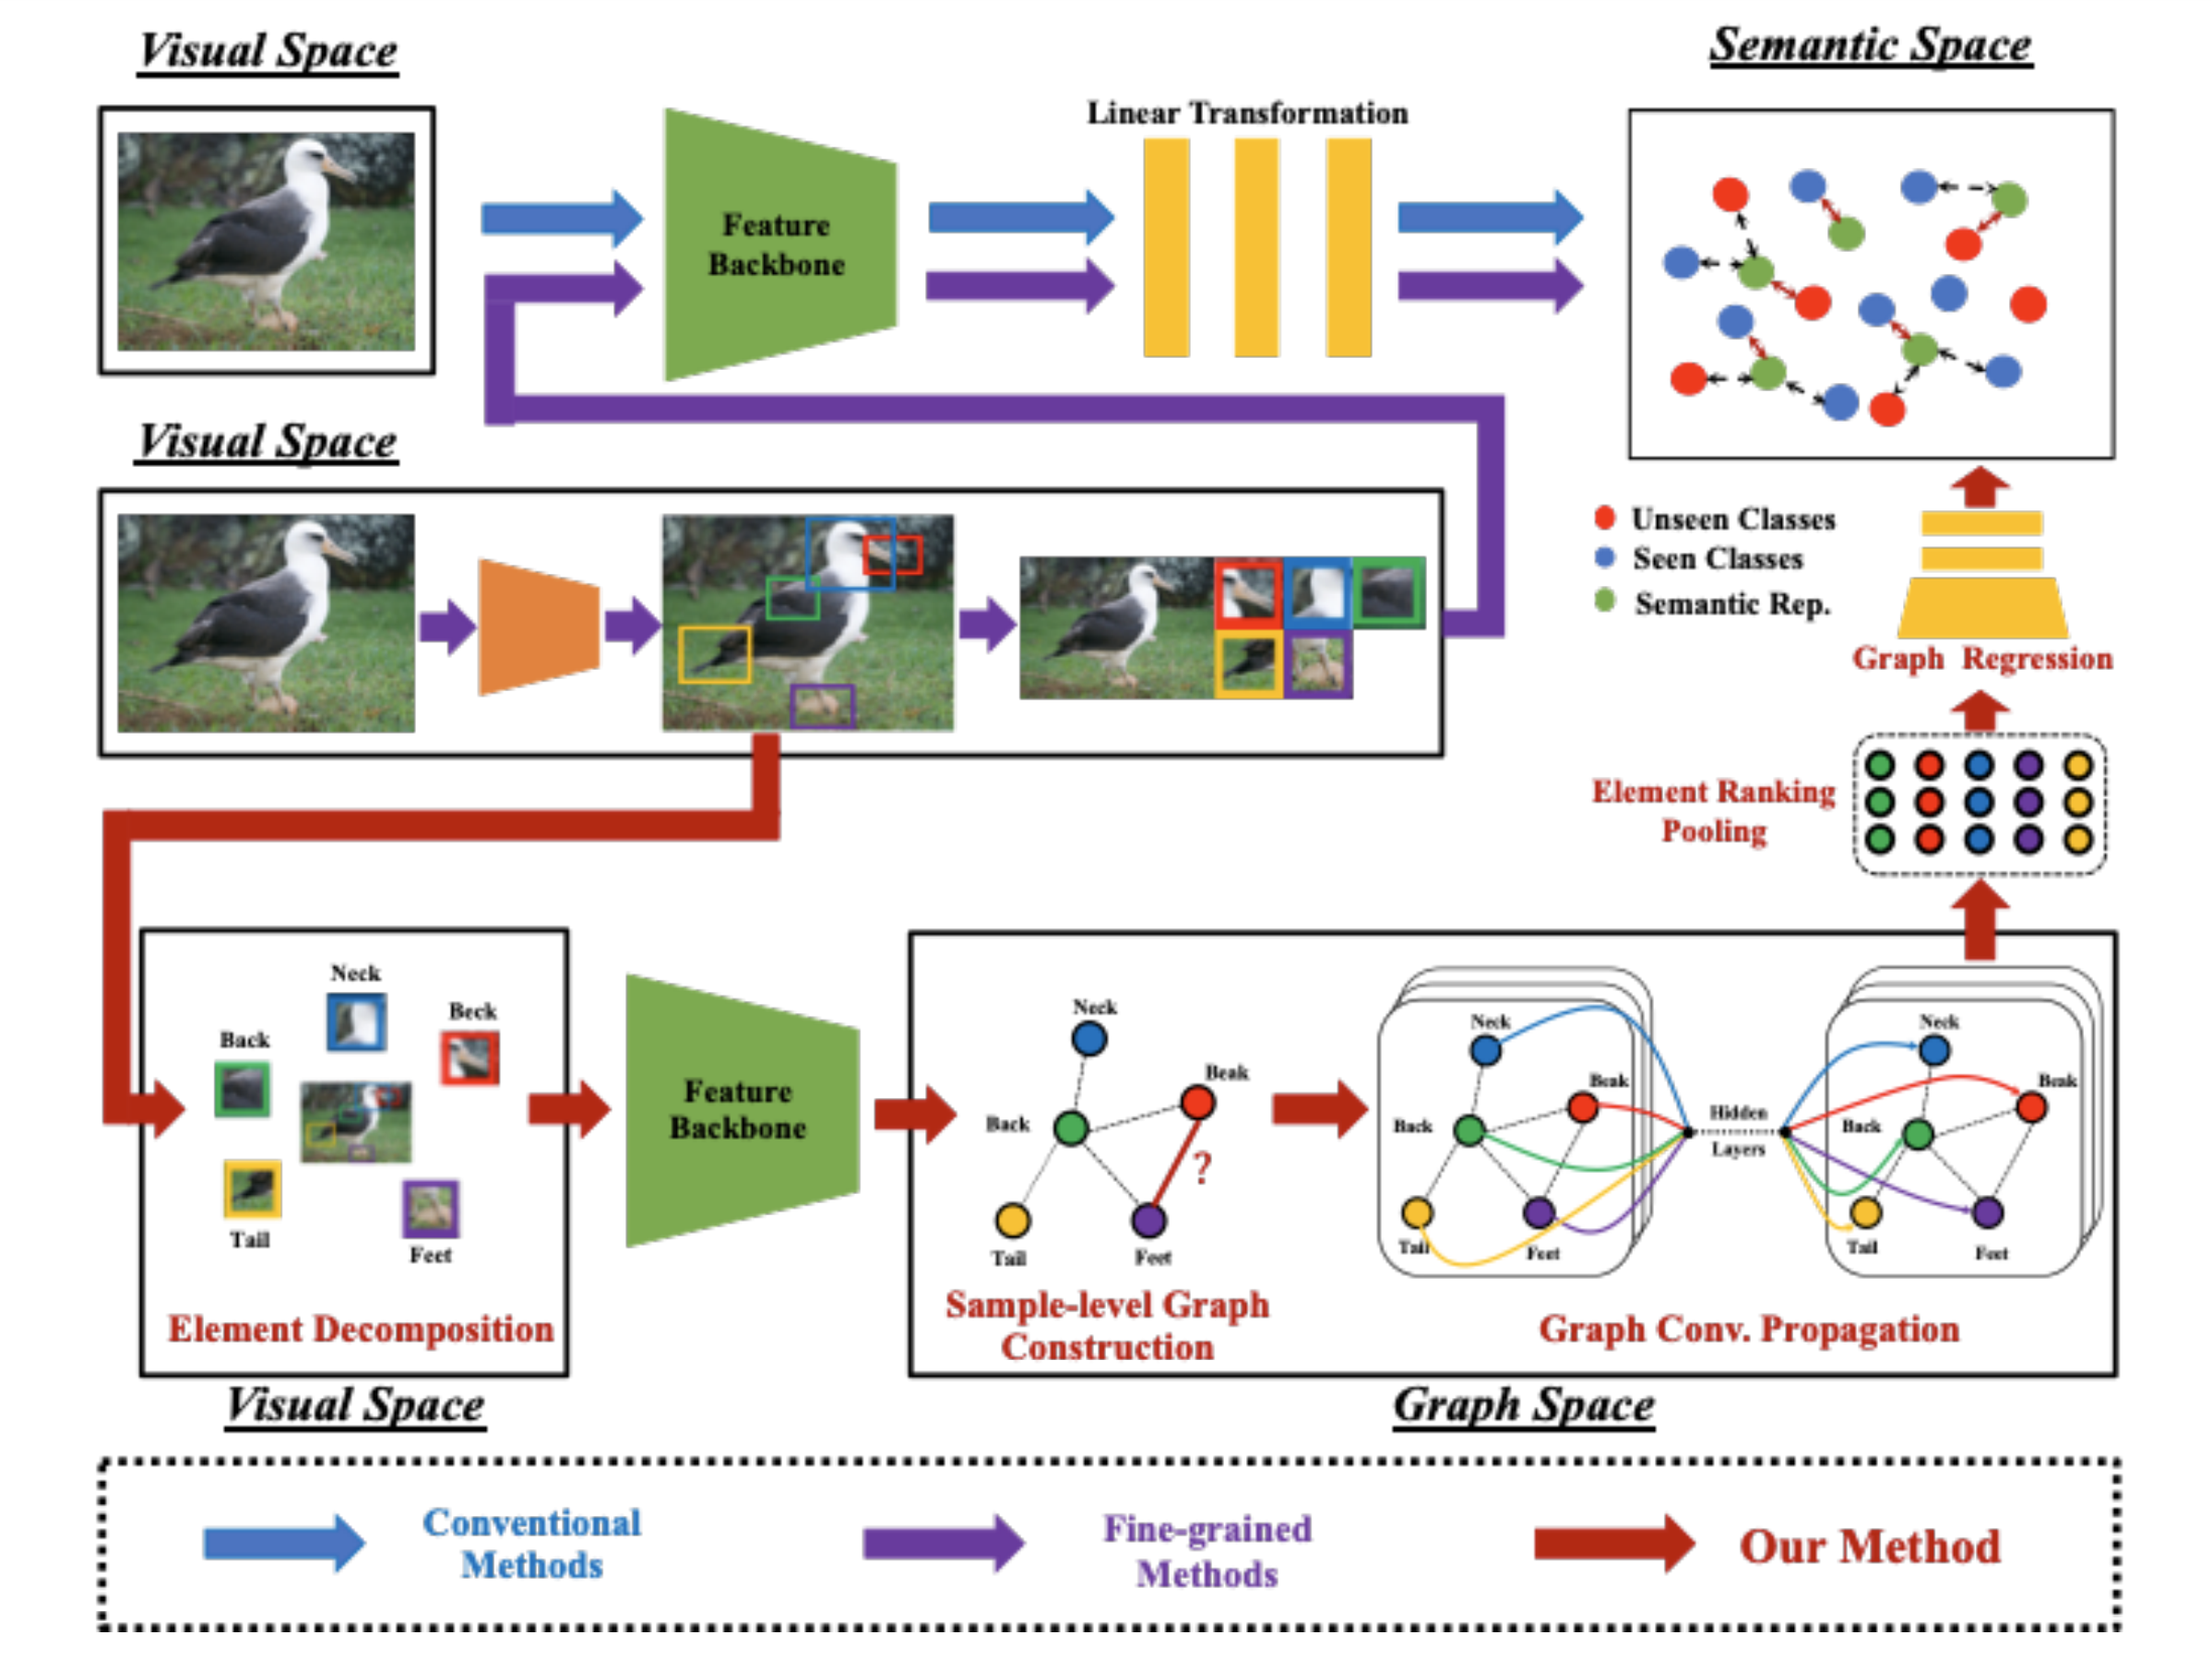 Visual Space
Semantic Space
Linear Transformation
Feature
Backbone
Visual Space
Unseen Classes
Seen Classes
Semantic Rep.
Graph Regression
Element Ranking
Pooling
Neck
Beck
Back
Tail
Feet
Element Decomposition
Visual Space
Feature
Backbone
Neck
Beak
Back
?
Tail
Feet
Sample-level Graph
Construction
Neck
Beak
Back
Tail
Feet
Hidden
Layers
Neck
Beak
Back
Tail
Feet
Graph Conv. Propagation
Graph Space
Conventional
Methods
Fine-grained
Methods
Our Method